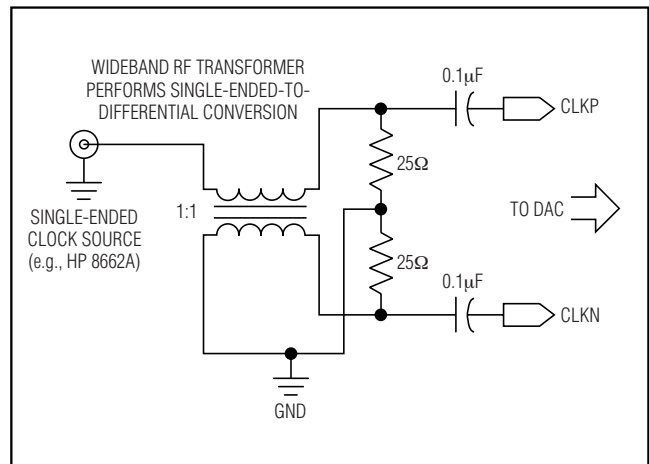 WIDEBAND RF TRANSFORMER
PERFORMS SINGLE-ENDED-TO-
DIFFERENTIAL CONVERSION
0.1μF
CLKP
25Ω
1:1
TO DAC
SINGLE-ENDED
CLOCK SOURCE
(e.g., HP 8662A)
25Ω
0.1μF
CLKN
GND